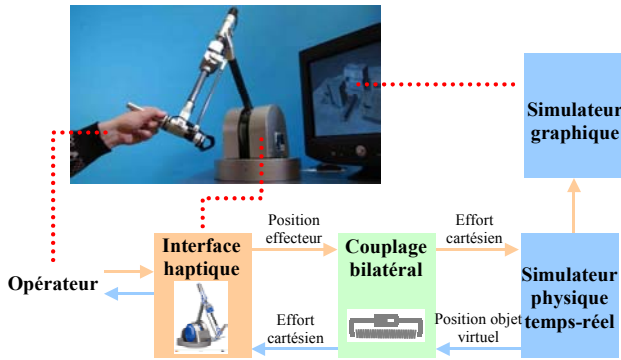 Simulateur
graphique
Position
effecteur
Effort
cartésien
Interface
haptique
Couplage
bilatéral
Opérateur
Simulateur
physique
temps-réel
Effort
cartésien
Position objet
virtuel